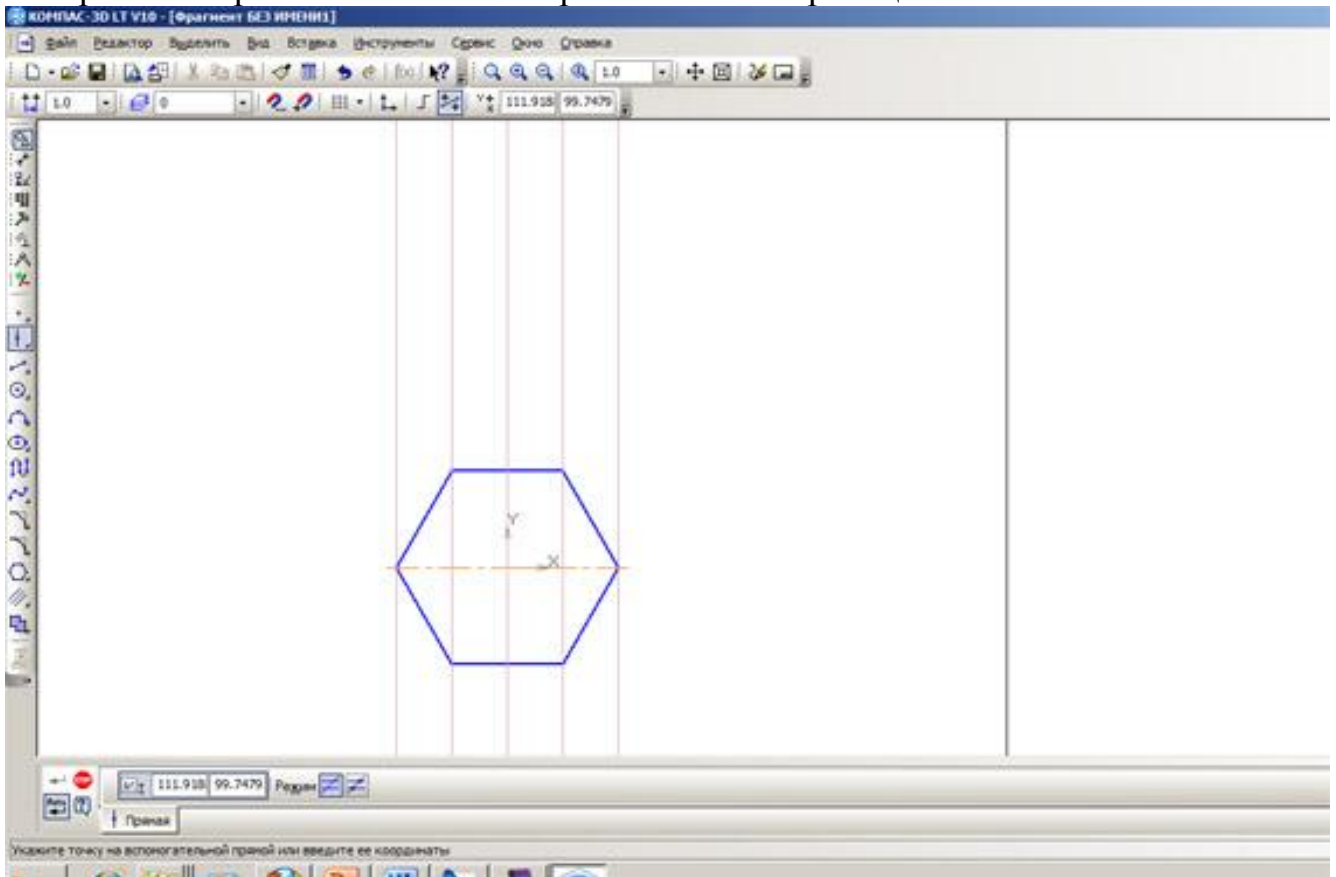 КОМПАС-3D LT V10 - [Фрагмент БЕЗ ИМЕНИ1]
Файл Редактор Выделить Вид Вставка Инструменты Сервис Окно Справка
f(x) 1.0
1.0 0 111.918 99.7479
Y
X
111.918 99.7479 Режим
Прямая
Укажите точку на вспомогательной прямой или введите ее координаты